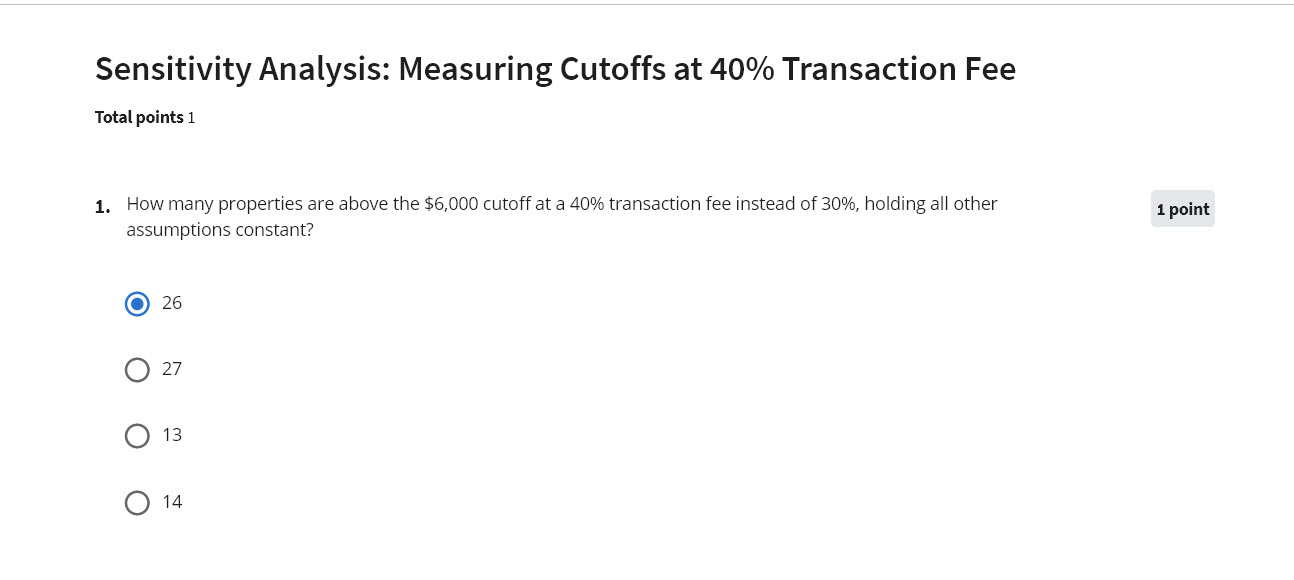 Sensitivity Analysis: Measuring Cutoffs at 40% Transaction Fee
Total points 1
1. How many properties are above the $6,000 cutoff at a 40% transaction fee instead of 30%, holding all other
assumptions constant?
1 point
26
27
13
14